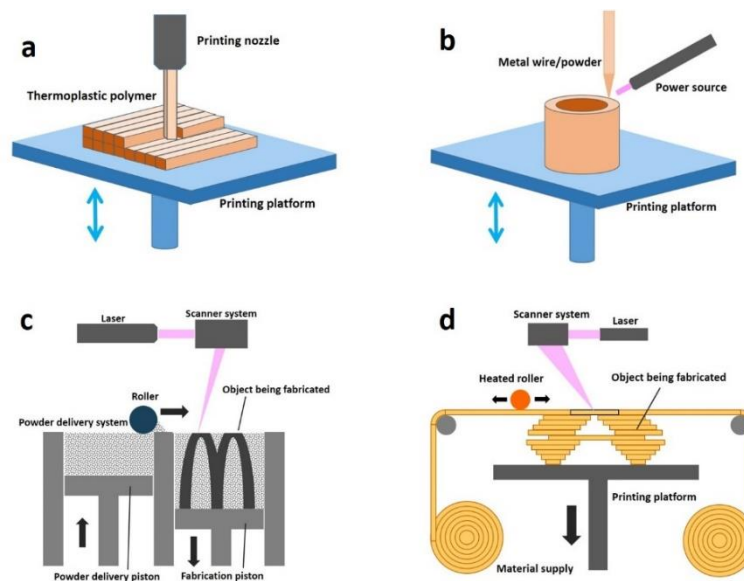 a
Printing nozzle
Thermoplastic polymer
Printing platform
b
Metal wire/powder
Power source
Printing platform
c
Laser
Scanner system
Roller
Object being fabricated
Powder delivery system
Powder delivery piston
Fabrication piston
d
Scanner system
Laser
Heated roller
Object being fabricated
Printing platform
Material supply